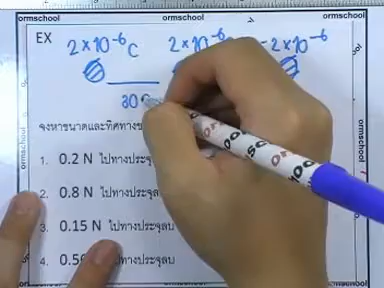 ormschool ormschool ormschool ormschool
EX 2×10⁻⁶C 2×10⁻⁶ -2×10⁻⁶
30
จงหาขนาดและทิศทาง
1. 0.2 N ไปทางประจุล
2. 0.8 N ไปทางประจุล
3. 0.15 N ไปทางประจุลบ
4. 0.5 ทางประจุลบ